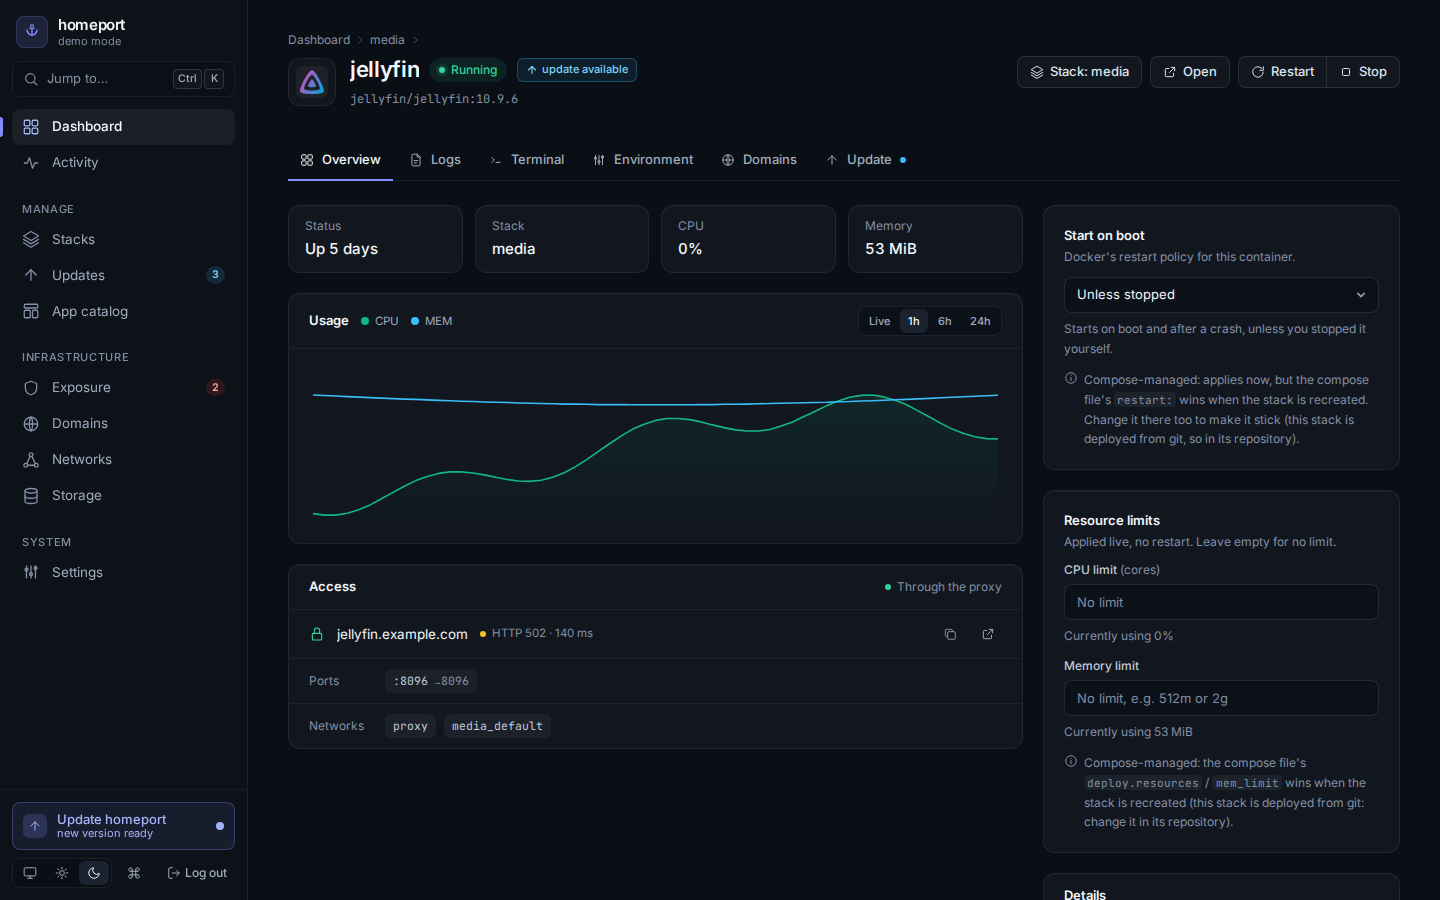 homeport
demo mode
Jump to... Ctrl K
Dashboard
Activity
MANAGE
Stacks
Updates 3
App catalog
INFRASTRUCTURE
Exposure 2
Domains
Networks
Storage
SYSTEM
Settings
Update homeport
new version ready
Log out
Dashboard media
jellyfin Running update available
jellyfin/jellyfin:10.9.6
Stack: media Open Restart Stop
Overview Logs Terminal Environment Domains Update
Status
Up 5 days
Stack
media
CPU
0%
Memory
53 MiB
Usage CPU MEM Live 1h 6h 24h
Access Through the proxy
jellyfin.example.com HTTP 502 · 140 ms
Ports :8096 →8096
Networks proxy media_default
Start on boot
Docker's restart policy for this container.
Unless stopped
Starts on boot and after a crash, unless you stopped it
yourself.
Compose-managed: applies now, but the compose
file's restart: wins when the stack is recreated.
Change it there too to make it stick (this stack is
deployed from git, so in its repository).
Resource limits
Applied live, no restart. Leave empty for no limit.
CPU limit (cores)
No limit
Currently using 0%
Memory limit
No limit, e.g. 512m or 2g
Currently using 53 MiB
Compose-managed: the compose file's
deploy.resources / mem_limit wins when the
stack is recreated (this stack is deployed from git:
change it in its repository).
Details